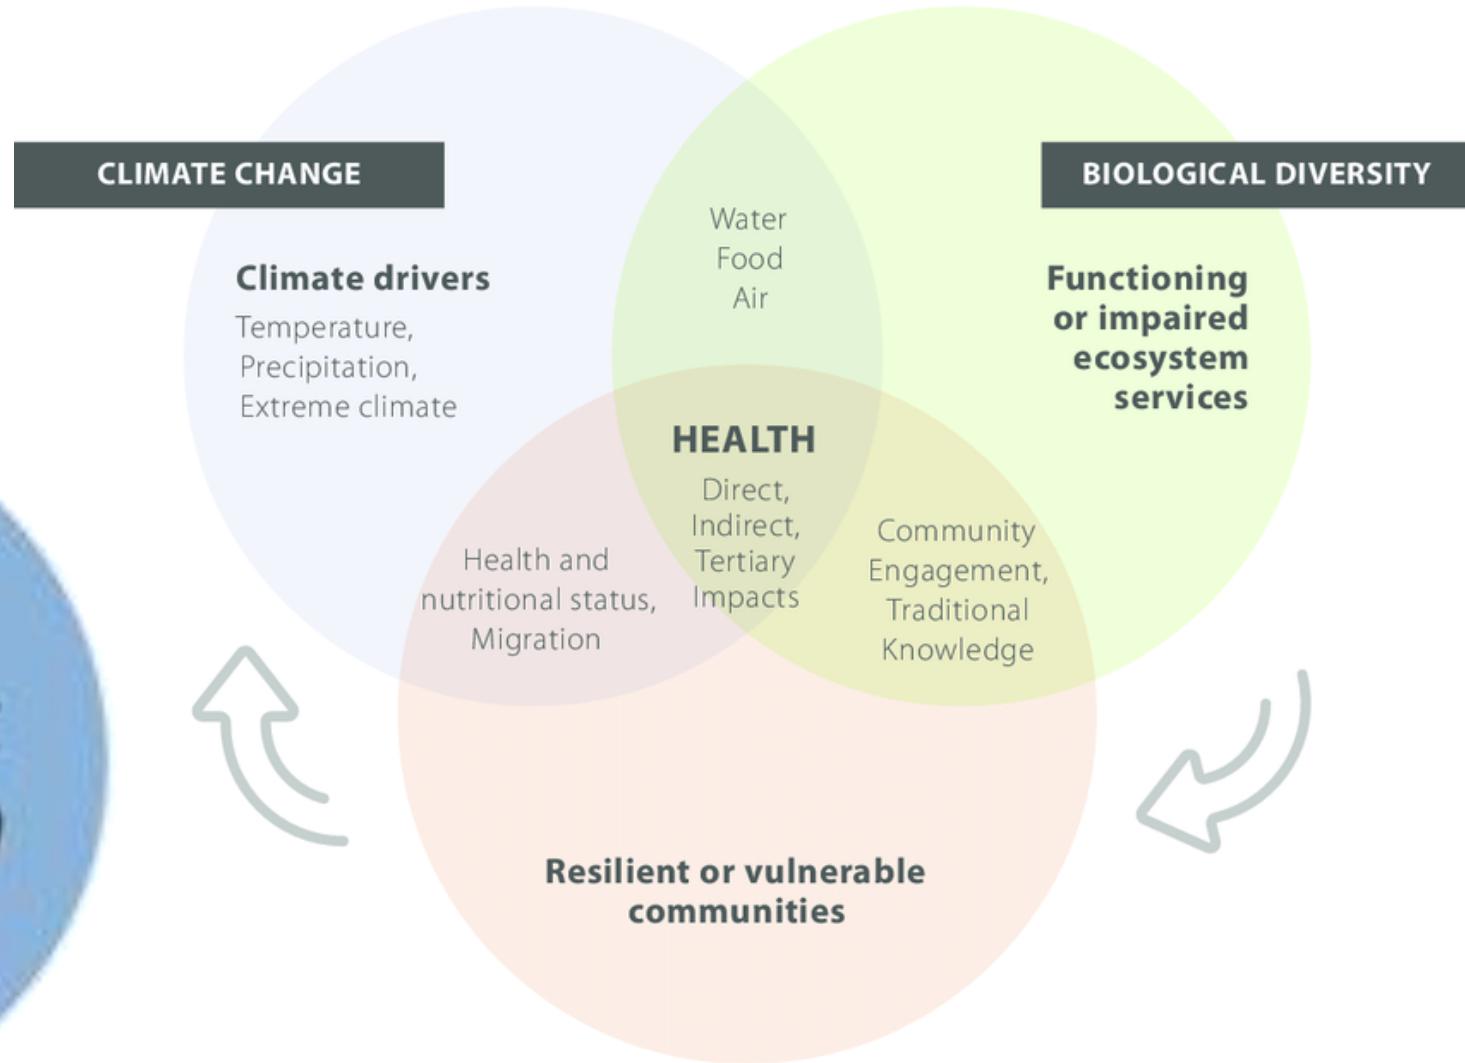 CLIMATE CHANGE
BIOLOGICAL DIVERSITY
Climate drivers
Temperature,
Precipitation,
Extreme climate
Water
Food
Air
Functioning
or impaired
ecosystem
services
HEALTH
Direct,
Indirect,
Tertiary
Impacts
Health and
nutritional status,
Migration
Community
Engagement,
Traditional
Knowledge
Resilient or vulnerable
communities